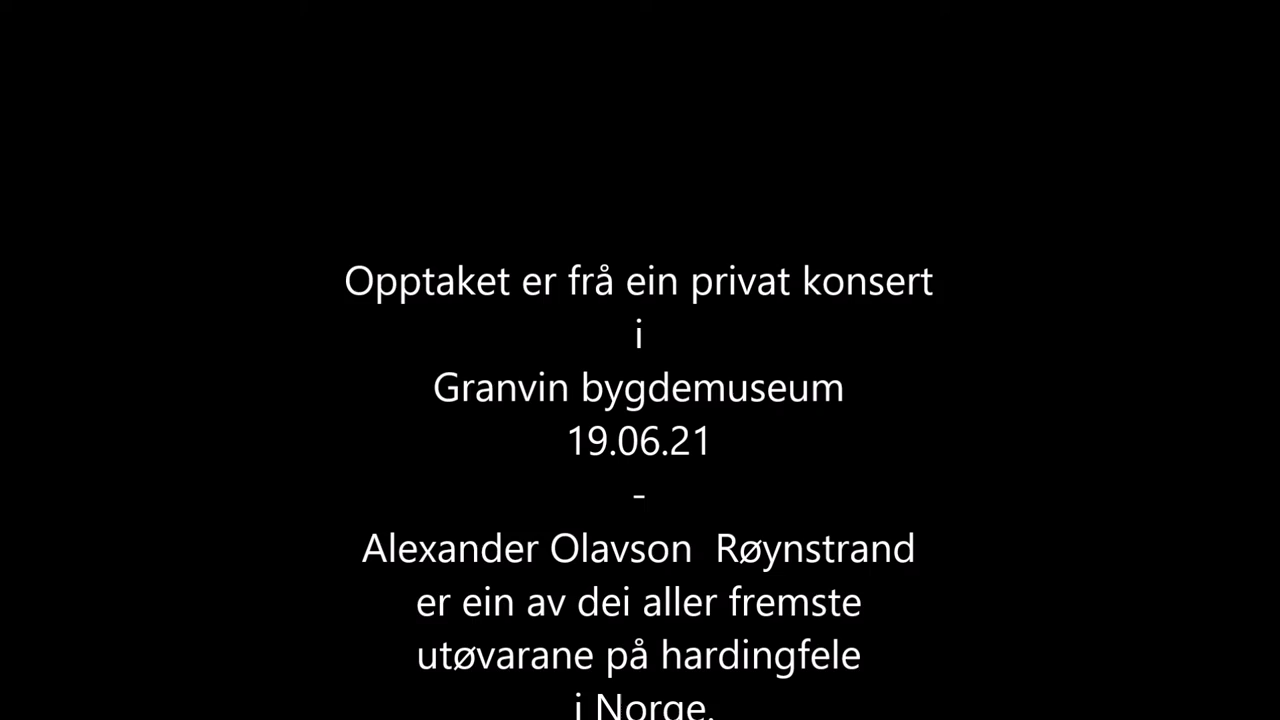 Opptaket er frå ein privat konsert
i
Granvin bygdemuseum
19.06.21
-
Alexander Olavson  Røynstrand
er ein av dei aller fremste
utøvarane på hardingfele
i Norge.